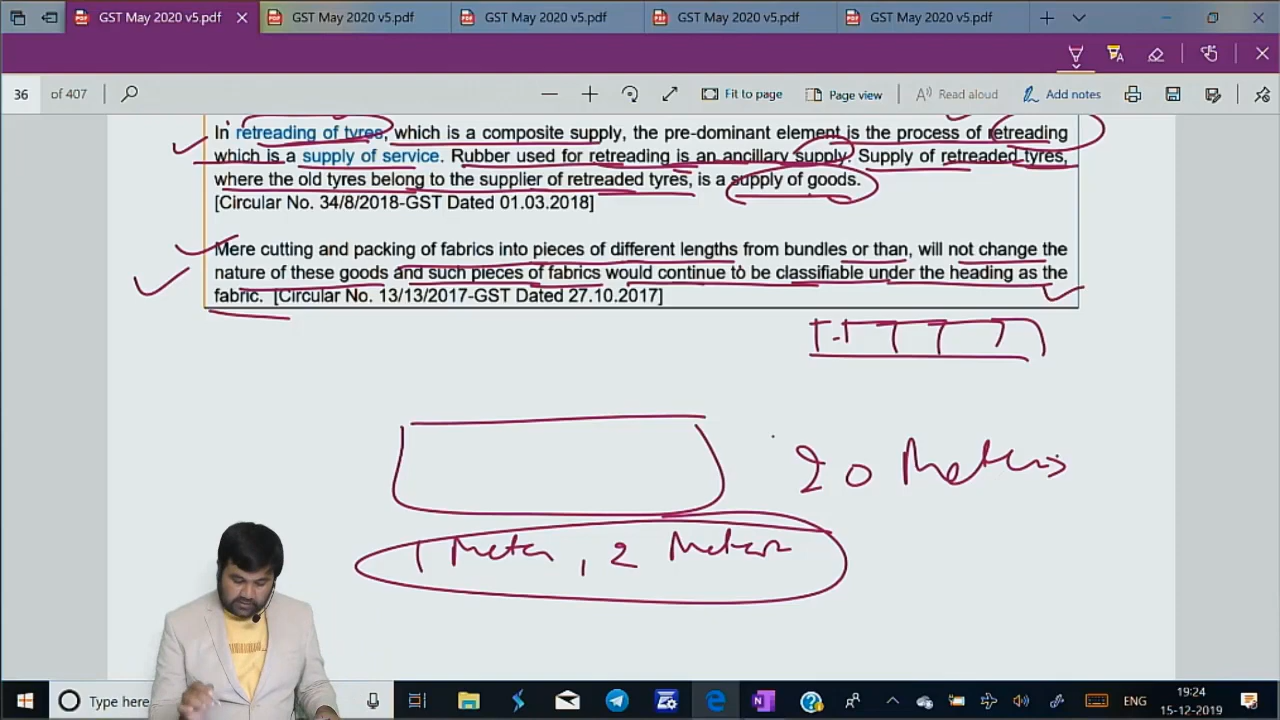 GST May 2020 v5.pdf GST May 2020 v5.pdf GST May 2020 v5.pdf GST May 2020 v5.pdf GST May 2020 v5.pdf
36 of 407 Fit to page Page view Read aloud Add notes
In retreading of tyres, which is a composite supply, the pre-dominant element is the process of retreading
which is a supply of service. Rubber used for retreading is an ancillary supply. Supply of retreaded tyres,
where the old tyres belong to the supplier of retreaded tyres, is a supply of goods.
[Circular No. 34/8/2018-GST Dated 01.03.2018]
Mere cutting and packing of fabrics into pieces of different lengths from bundles or than, will not change the
nature of these goods and such pieces of fabrics would continue to be classifiable under the heading as the
fabric. [Circular No. 13/13/2017-GST Dated 27.10.2017]
20 Meters
1 Meter, 2 Meter
Type here ENG 19:24
15-12-2019